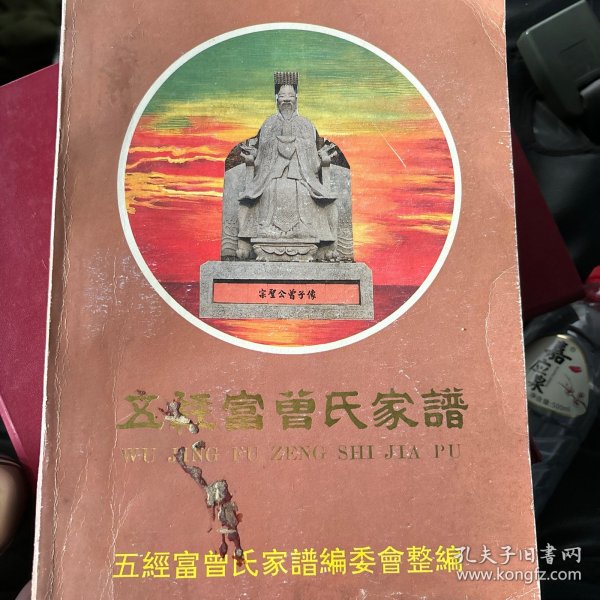 宗聖公曾子像
五經富曾氏家譜
WU JING FU ZENG SHI JIA PU
五經富曾氏家譜編委會整編
孔夫子旧书网
www.kongfz.com
嘉
泉